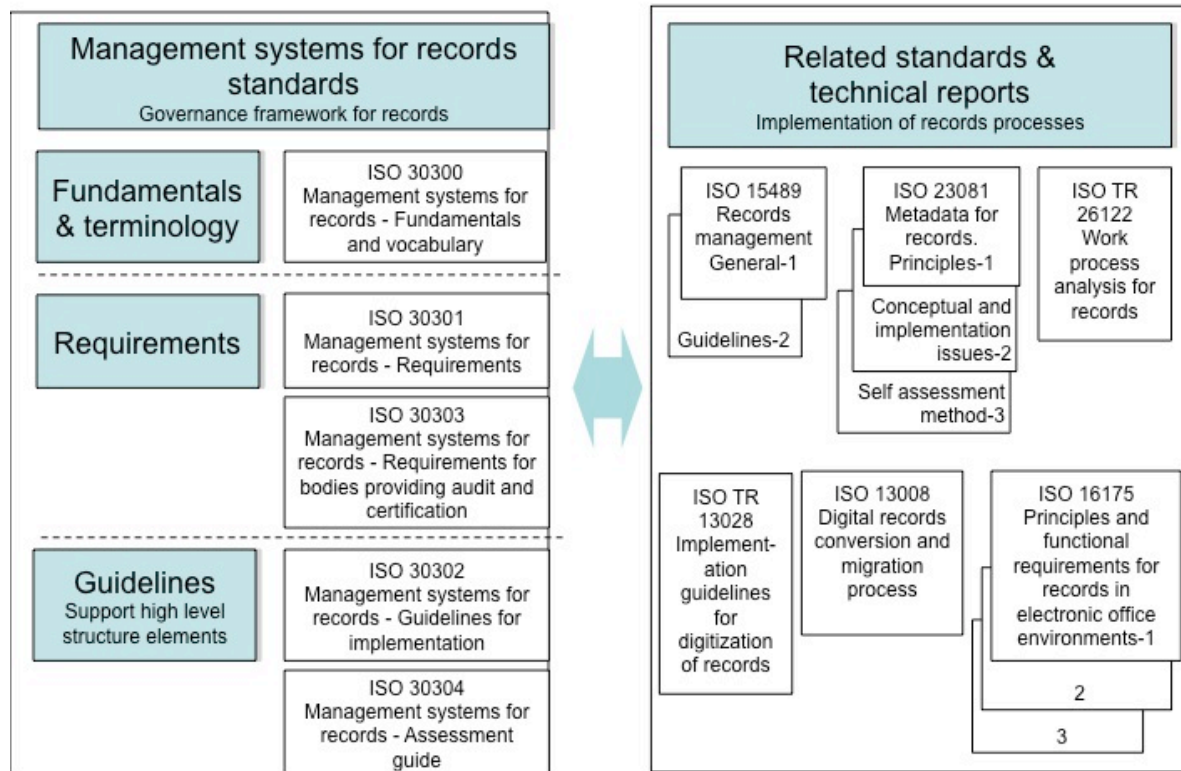 Management systems for records
standards
Governance framework for records
Fundamentals
& terminology
ISO 30300
Management systems for
records - Fundamentals
and vocabulary
Requirements
ISO 30301
Management systems for
records - Requirements
ISO 30303
Management systems for
records - Requirements for
bodies providing audit and
certification
Guidelines
Support high level
structure elements
ISO 30302
Management systems for
records - Guidelines for
implementation
ISO 30304
Management systems for
records - Assessment
guide
Related standards &
technical reports
Implementation of records processes
ISO 15489
Records
management
General-1
Guidelines-2
ISO 23081
Metadata for
records.
Principles-1
Conceptual and
implementation
issues-2
Self assessment
method-3
ISO TR
26122
Work
process
analysis for
records
ISO TR
13028
Implement-
ation
guidelines
for
digitization
of records
ISO 13008
Digital records
conversion and
migration
process
ISO 16175
Principles and
functional
requirements for
records in
electronic office
environments-1
2
3